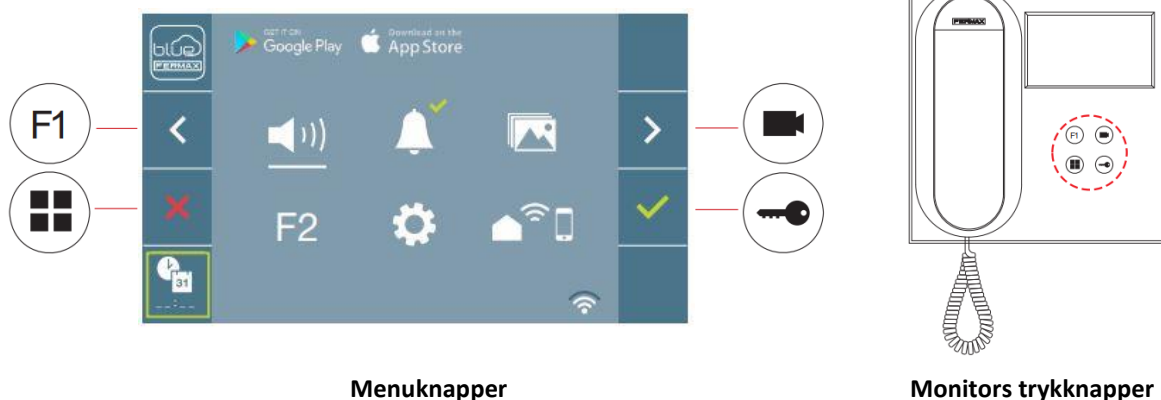 blue
FERMAX
GET IT ON
Google Play
Download on the
App Store
FERMAX
F1
F1
F2
31
--:--
Menuknapper
Monitors trykknapper